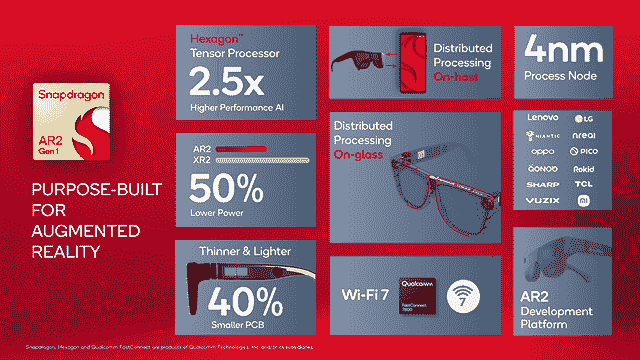 Snapdragon
AR2
Gen 1
PURPOSE-BUILT
FOR
AUGMENTED
REALITY
Hexagon™
Tensor Processor
2.5x
Higher Performance AI
AR2
XR2
50%
Lower Power
Thinner & Lighter
40%
Smaller PCB
Distributed
Processing
On-host
Distributed
Processing
On-glass
Wi-Fi 7
Qualcomm
FastConnect
7800
7
4nm
Process Node
Lenovo LG
NIANTIC nreal
oppo PICO
Rokid
SHARP TCL
VUZIX mi
AR2
Development
Platform
Snapdragon, Hexagon and Qualcomm FastConnect are products of Qualcomm Technologies, Inc. and/or its subsidiaries.